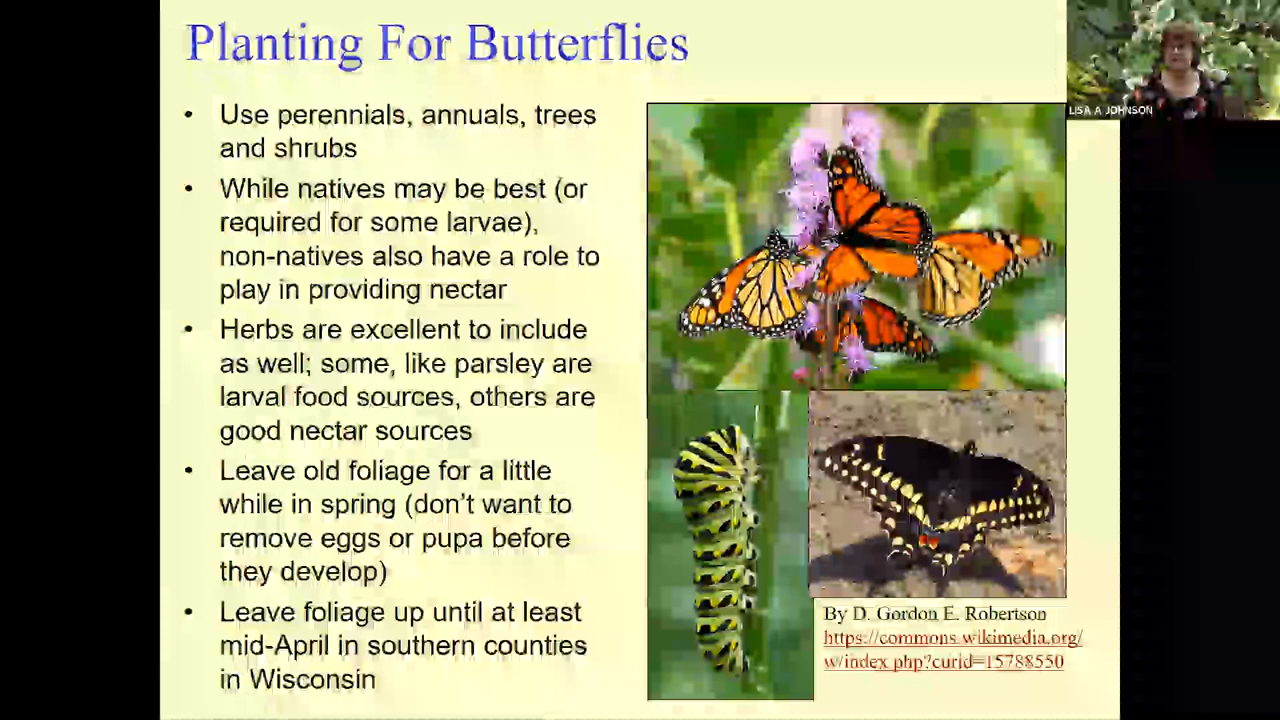 Planting For Butterflies
LISA A JOHNSON
• Use perennials, annuals, trees
and shrubs
• While natives may be best (or
required for some larvae),
non-natives also have a role to
play in providing nectar
• Herbs are excellent to include
as well; some, like parsley are
larval food sources, others are
good nectar sources
• Leave old foliage for a little
while in spring (don't want to
remove eggs or pupa before
they develop)
• Leave foliage up until at least
mid-April in southern counties
in Wisconsin
By D. Gordon E. Robertson
https://commons.wikimedia.org/
w/index.php?curid=15788550